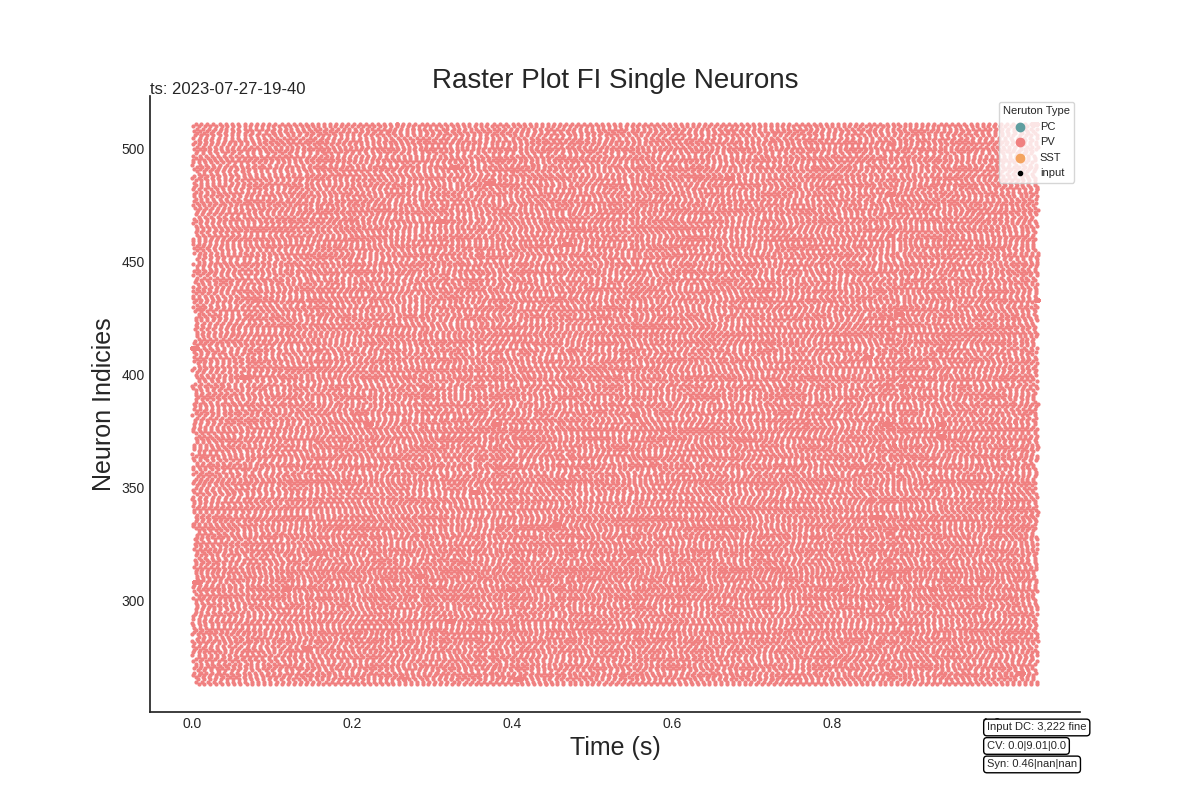 Raster Plot FI Single Neurons
ts: 2023-07-27-19-40
Neruton Type
PC
PV
SST
input
500
450
400
350
300
Neuron Indicies
0.0 0.2 0.4 0.6 0.8
Time (s)
Input DC: 3,222 fine
CV: 0.0|9.01|0.0
Syn: 0.46|nan|nan